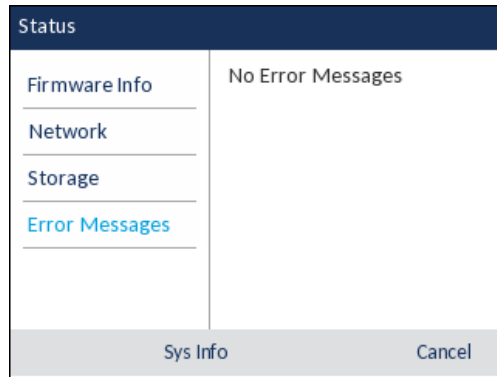 Status
Firmware Info
Network
Storage
Error Messages
No Error Messages
Sys Info
Cancel